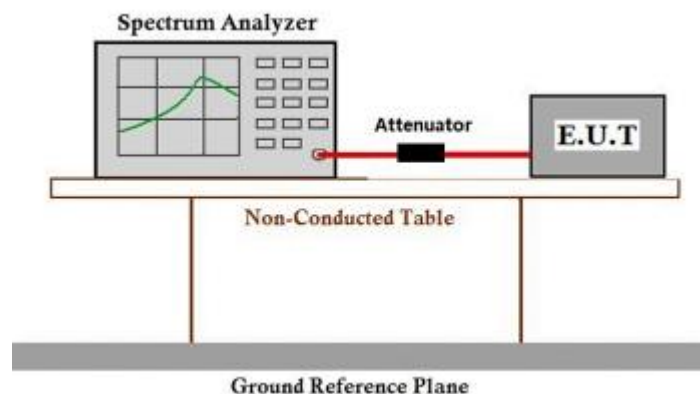 Spectrum Analyzer
Attenuator
E.U.T
Non-Conducted Table
Ground Reference Plane